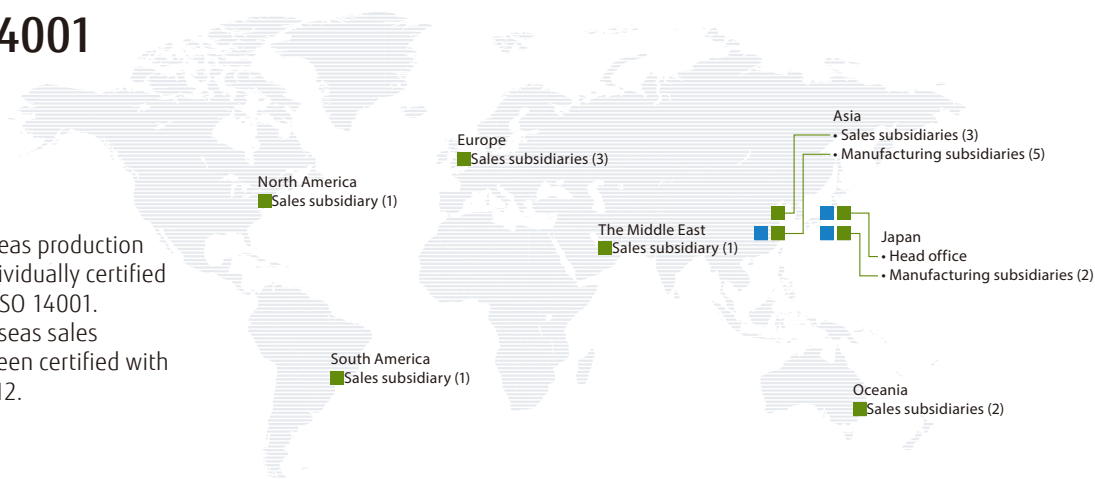 4001
eas production
ividually certified
SO 14001.
seas sales
een certified with
12.
Asia
• Sales subsidiaries (3)
• Manufacturing subsidiaries (5)
Europe
Sales subsidiaries (3)
North America
Sales subsidiary (1)
The Middle East
Sales subsidiary (1)
Japan
• Head office
• Manufacturing subsidiaries (2)
South America
Sales subsidiary (1)
Oceania
Sales subsidiaries (2)